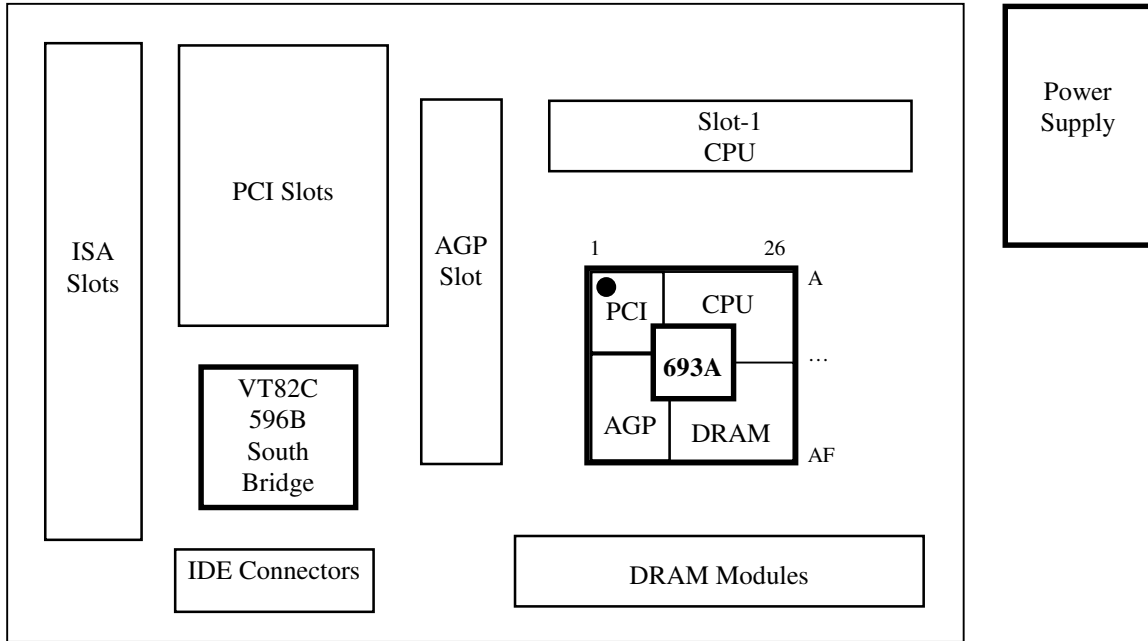 ISA
Slots
PCI Slots
VT82C
596B
South
Bridge
IDE Connectors
AGP
Slot
Slot-1
CPU
1 26
A
PCI CPU
693A
…
AGP DRAM
AF
DRAM Modules
Power
Supply